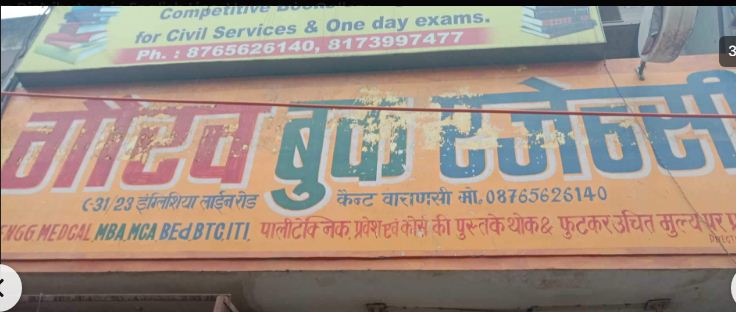 Competitive
for Civil Services & One day exams.
Ph. : 8765626140, 8173997477
गौरव बुक एजेन्सी
C-31/23 इंग्लिशिया लाईन रोड कैन्ट वाराणसी मो. 08765626140
ENGG MEDCAL MBA, MCA, BEd, BTC, ITI, पालीटेक्निक, प्रवेश एवं कोर्स की पुस्तके थोक & फुटकर उचित मुल्य पर